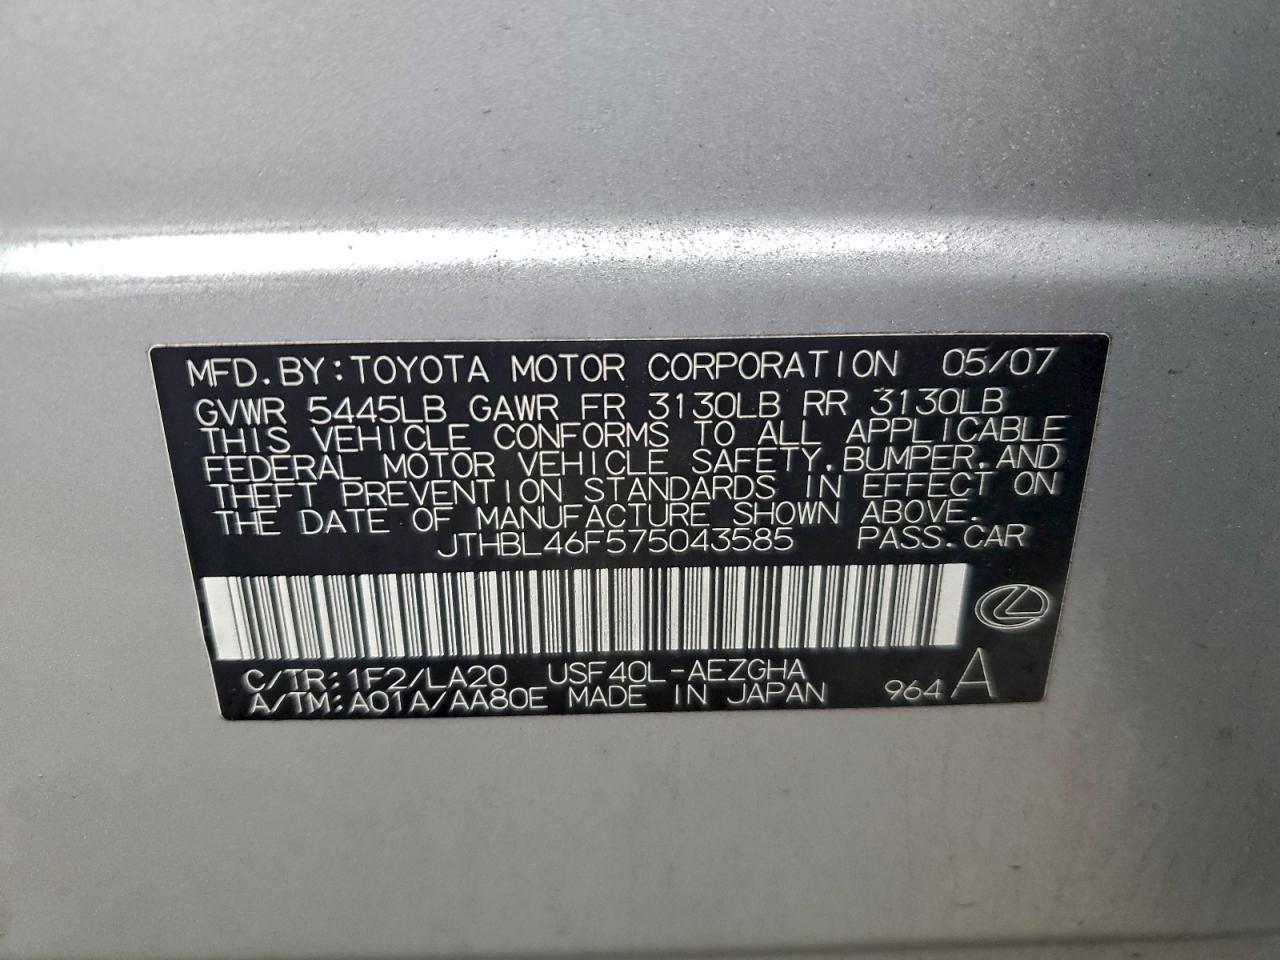 MFD.BY:TOYOTA MOTOR CORPORATION 05/07
GVWR 5445LB GAWR FR 3130LB RR 3130LB
THIS VEHICLE CONFORMS TO ALL APPLICABLE
FEDERAL MOTOR VEHICLE SAFETY,BUMPER,AND
THEFT PREVENTION STANDARDS IN EFFECT ON
THE DATE OF MANUFACTURE SHOWN ABOVE.
JTHBL46F575043585 PASS.CAR
C/TR:1F2/LA20 USF40L-AEZGHA
A/TM:A01A/AA80E MADE IN JAPAN 964 A